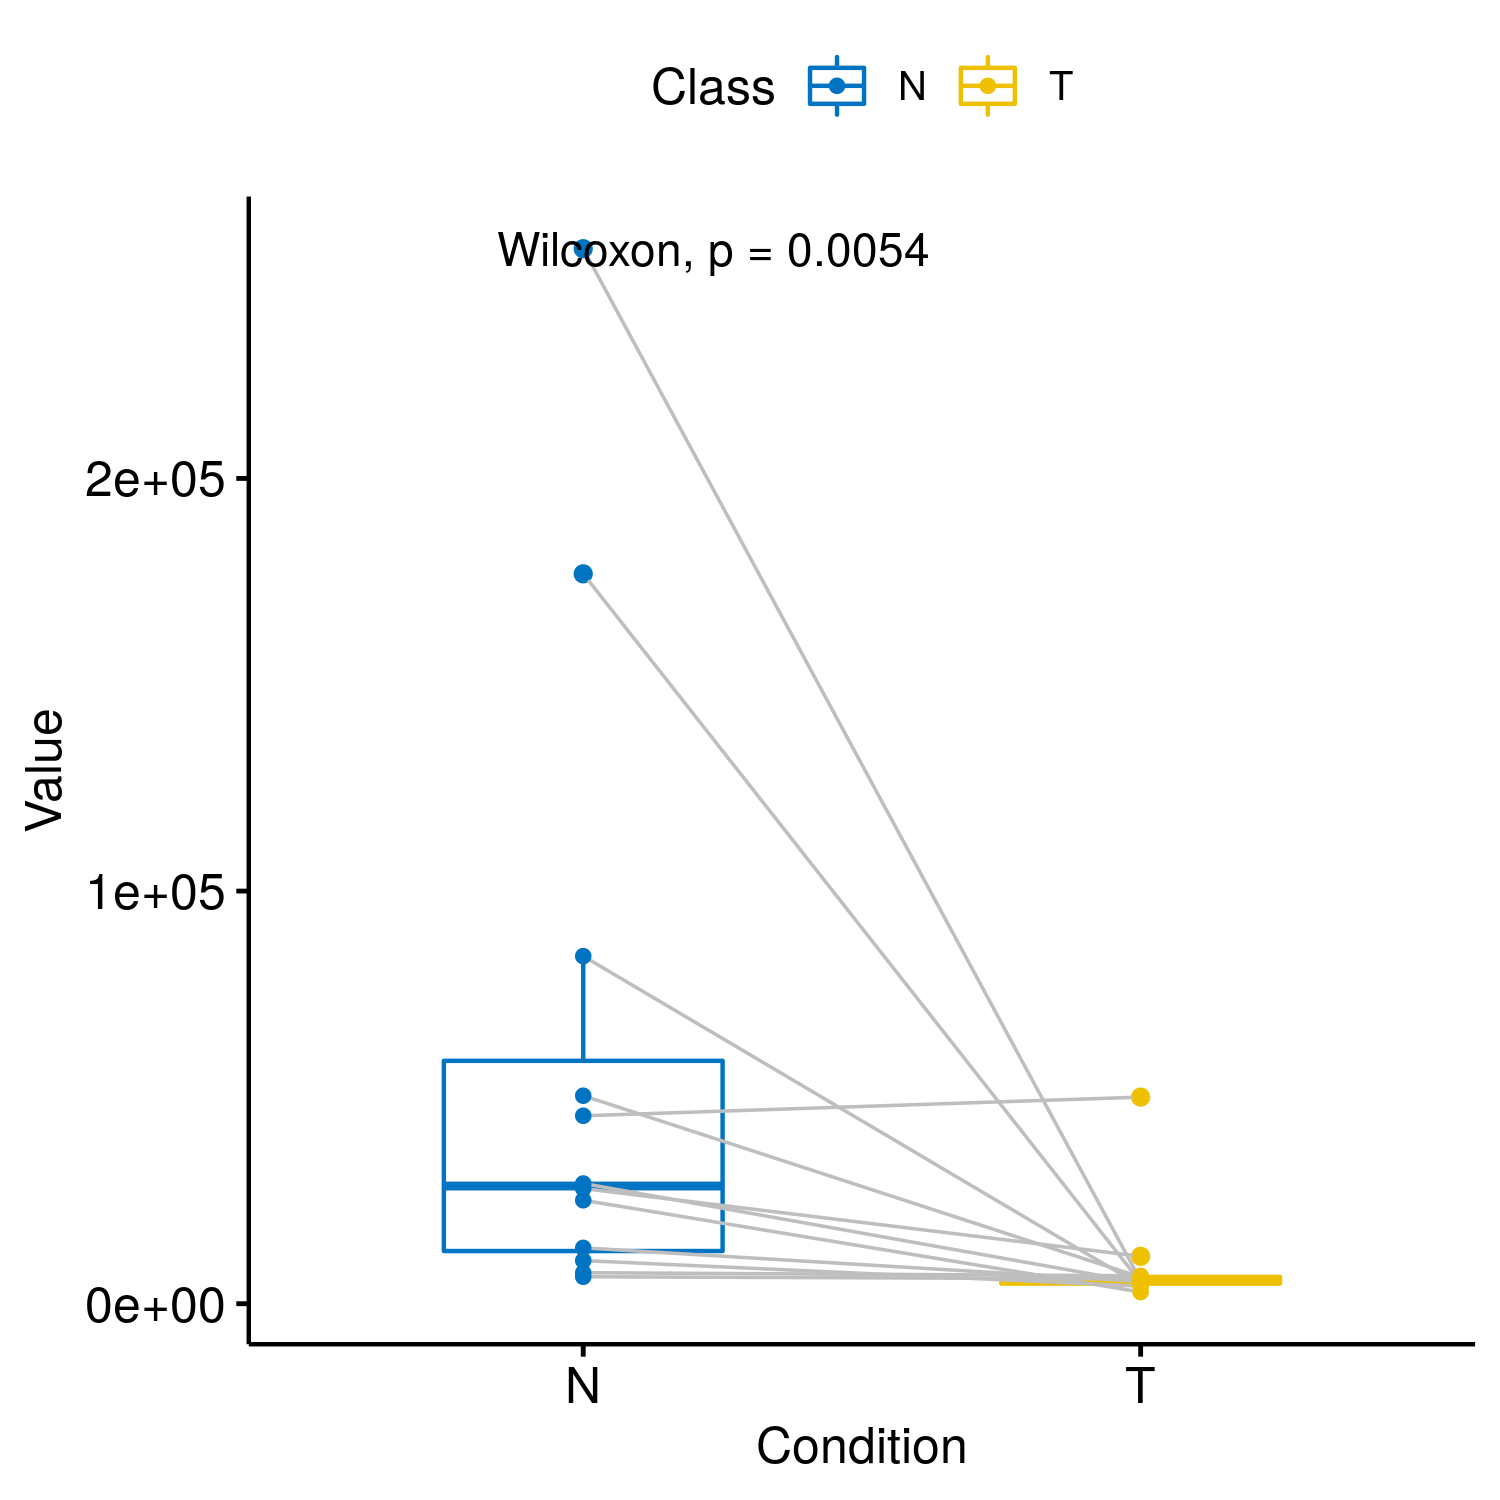 Class N T
Wilcoxon, p = 0.0054
2e+05
1e+05
0e+00
Value
N T
Condition